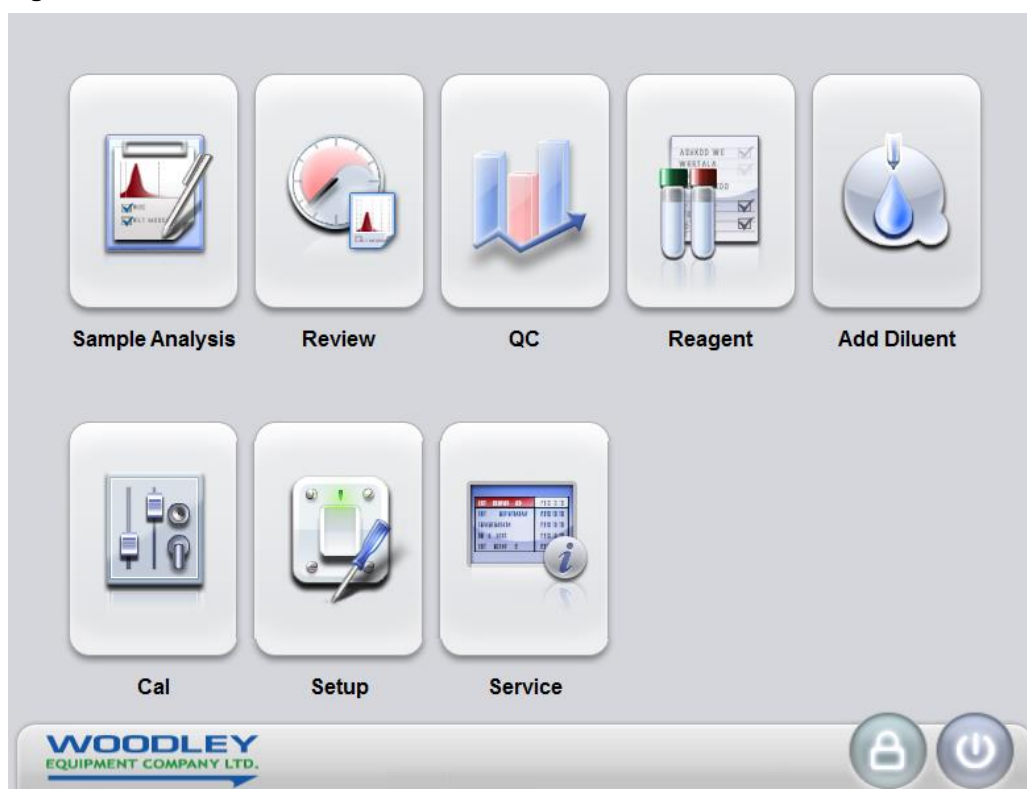 Sample Analysis
Review
QC
Reagent
Add Diluent
Cal
Setup
Service
WOODLEY
EQUIPMENT COMPANY LTD.